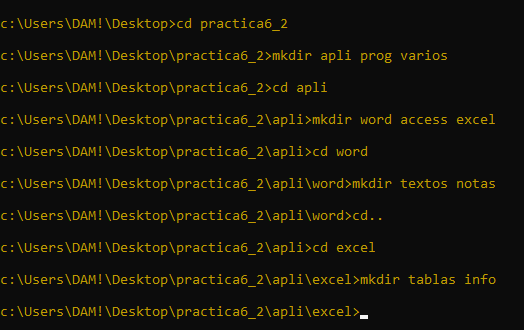 c:\Users\DAM!\Desktop>cd practica6_2
c:\Users\DAM!\Desktop\practica6_2>mkdir apli prog varios
c:\Users\DAM!\Desktop\practica6_2>cd apli
c:\Users\DAM!\Desktop\practica6_2\apli>mkdir word access excel
c:\Users\DAM!\Desktop\practica6_2\apli>cd word
c:\Users\DAM!\Desktop\practica6_2\apli\word>mkdir textos notas
c:\Users\DAM!\Desktop\practica6_2\apli\word>cd..
c:\Users\DAM!\Desktop\practica6_2\apli>cd excel
c:\Users\DAM!\Desktop\practica6_2\apli\excel>mkdir tablas info
c:\Users\DAM!\Desktop\practica6_2\apli\excel>